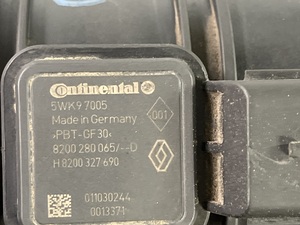 Continental
5WK9 7005
Made in Germany
001
>PBT-GF30<
8200 280 065/--D
H 8200 327 690
011030244
0013371